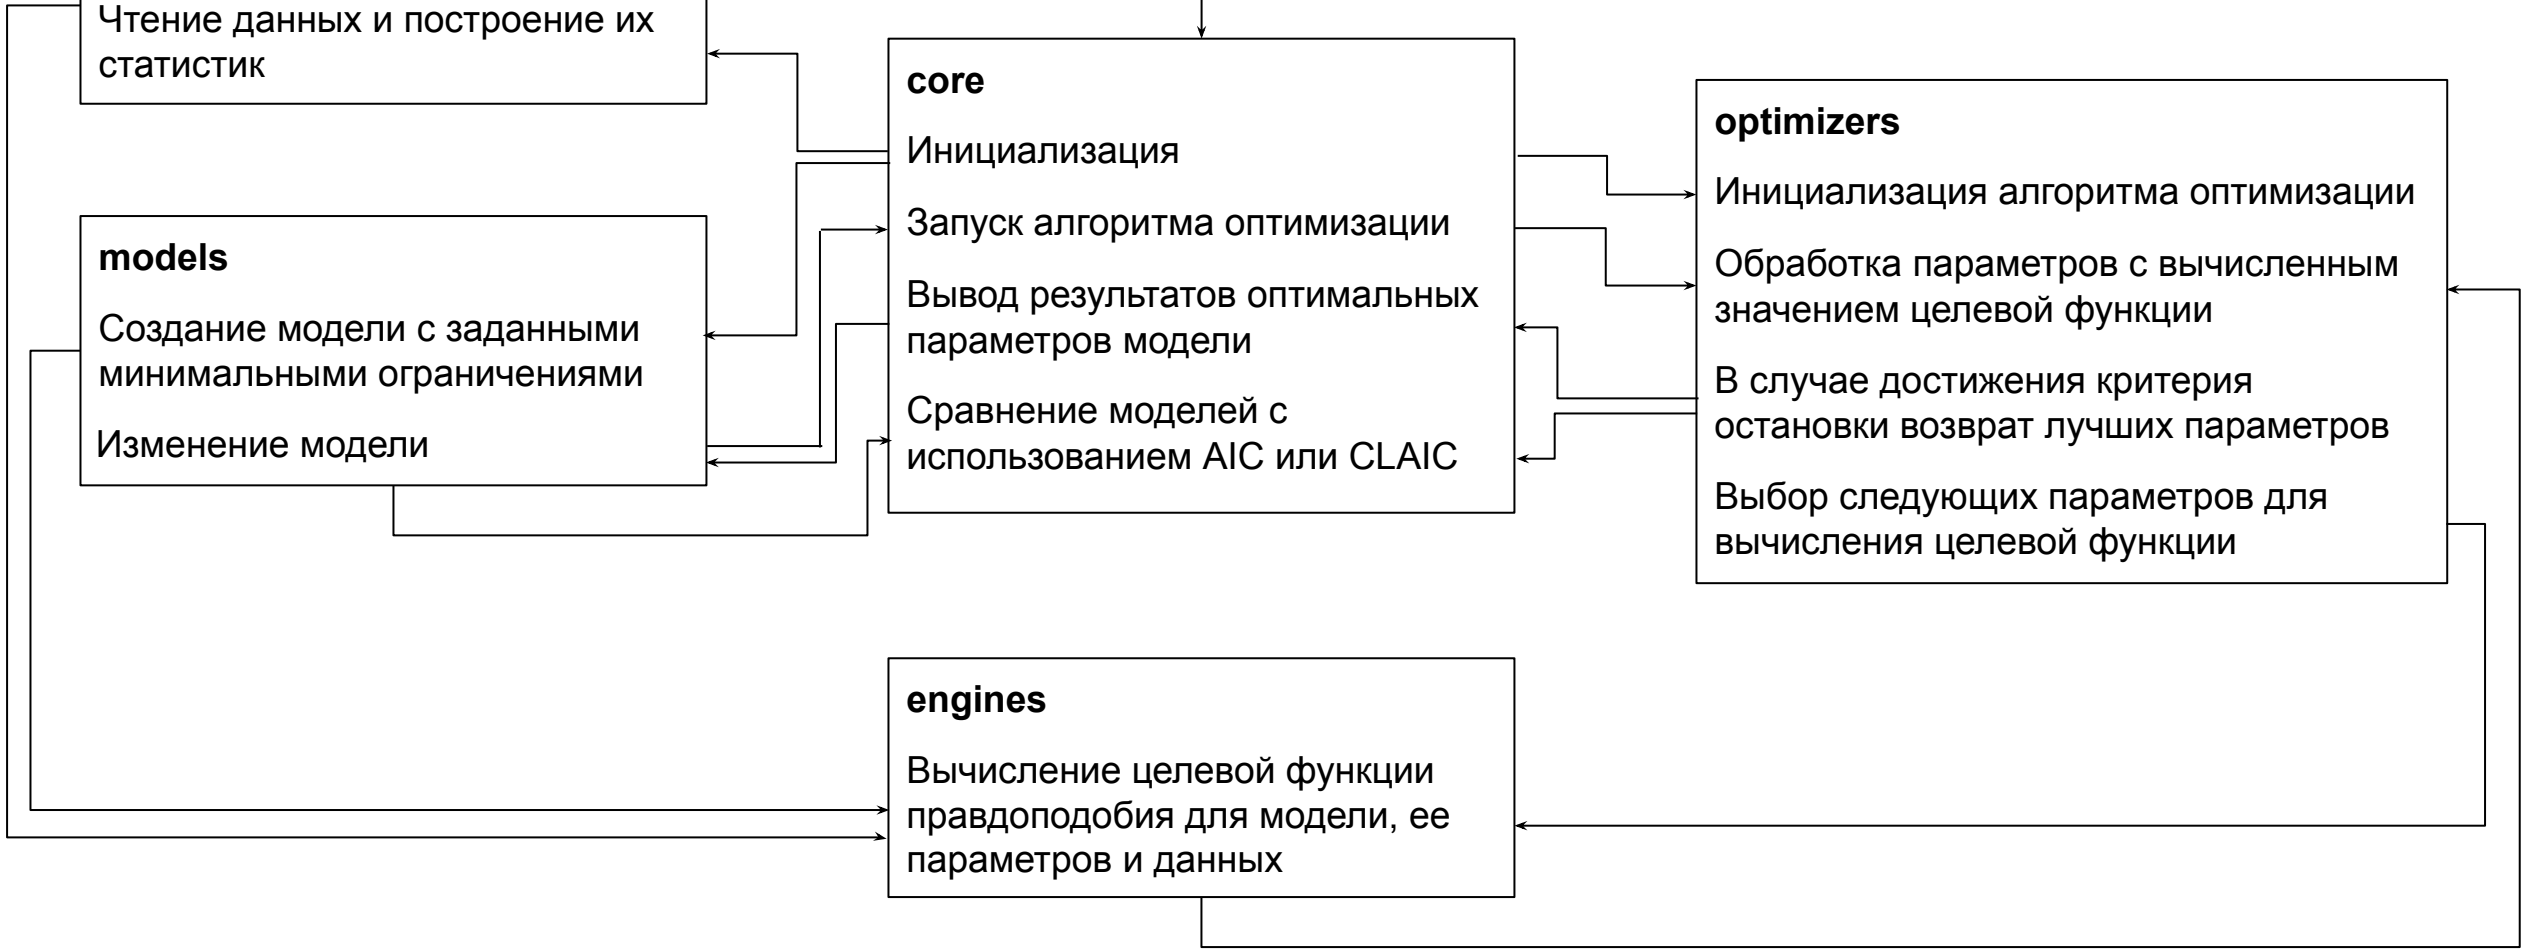 Чтение данных и построение их
статистик
models
Создание модели с заданными
минимальными ограничениями
Изменение модели
core
Инициализация
Запуск алгоритма оптимизации
Вывод результатов оптимальных
параметров модели
Сравнение моделей с
использованием AIC или CLAIC
optimizers
Инициализация алгоритма оптимизации
Обработка параметров с вычисленным
значением целевой функции
В случае достижения критерия
остановки возврат лучших параметров
Выбор следующих параметров для
вычисления целевой функции
engines
Вычисление целевой функции
правдоподобия для модели, ее
параметров и данных